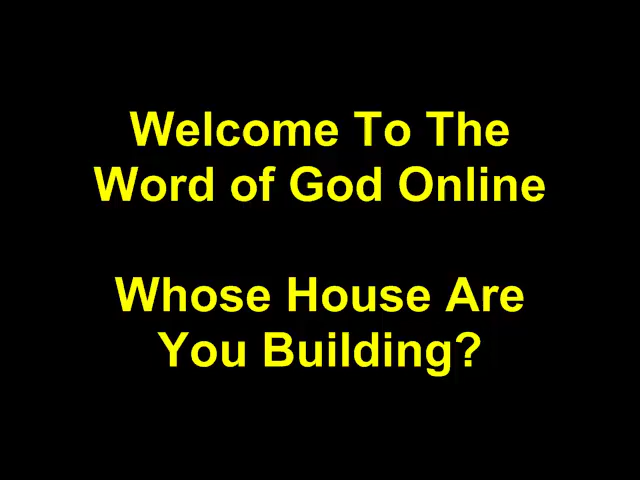 Welcome To The
Word of God Online
Whose House Are
You Building?